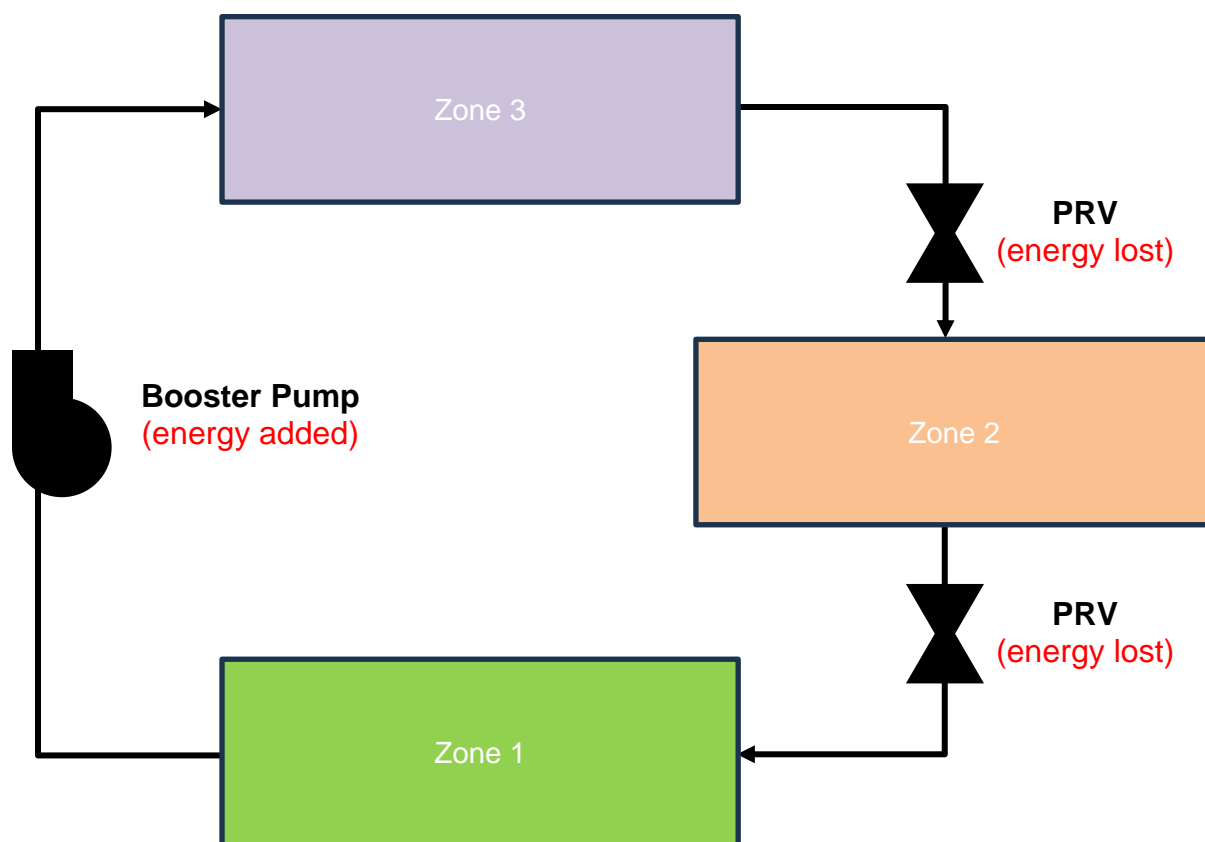 Zone 3
PRV
(energy lost)
Booster Pump
(energy added)
Zone 2
PRV
(energy lost)
Zone 1